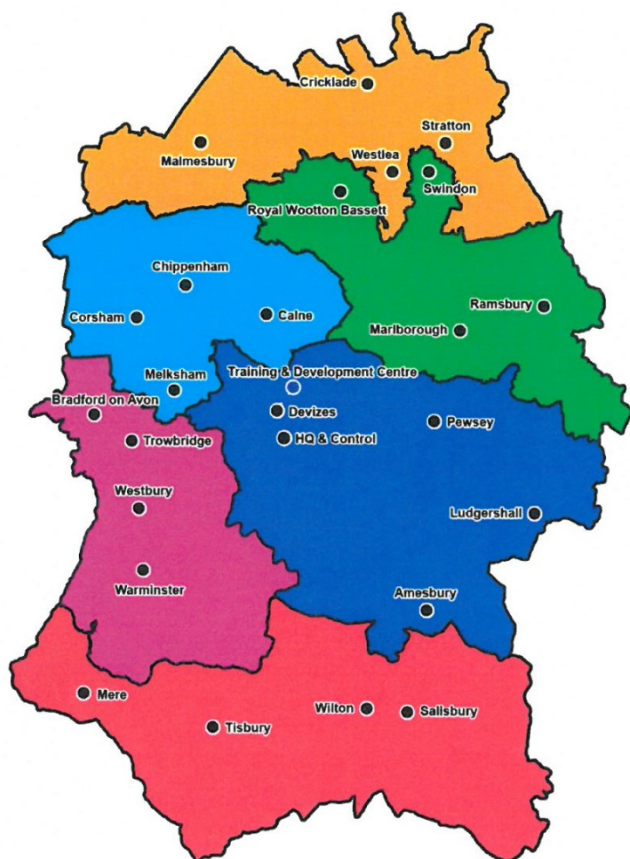 Cricklade
Stratton
Malmesbury
Westlea
Swindon
Royal Wootton Bassett
Chippenham
Ramsbury
Corsham
Calne
Marlborough
Training & Development Centre
Melksham
Bradford on Avon
Devizes
Pewsey
Trowbridge
HQ & Control
Westbury
Ludgershall
Warminster
Amesbury
Mere
Wilton
Salisbury
Tisbury